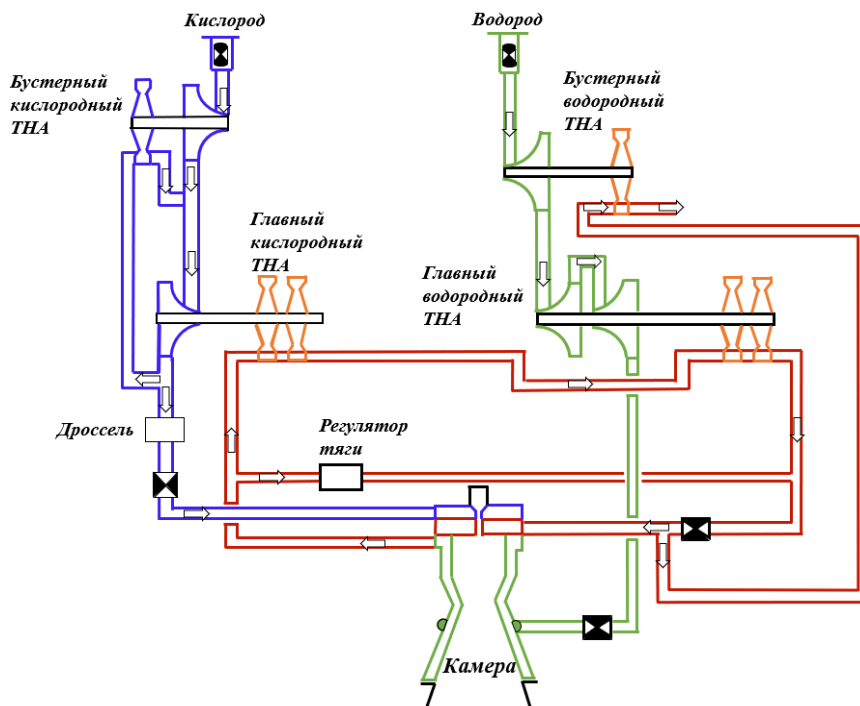 Кислород
Водород
Бустерный
кислородный
ТНА
Бустерный
водородный
ТНА
Главный
кислородный
ТНА
Главный
водородный
ТНА
Дроссель
Регулятор
тяги
Камера